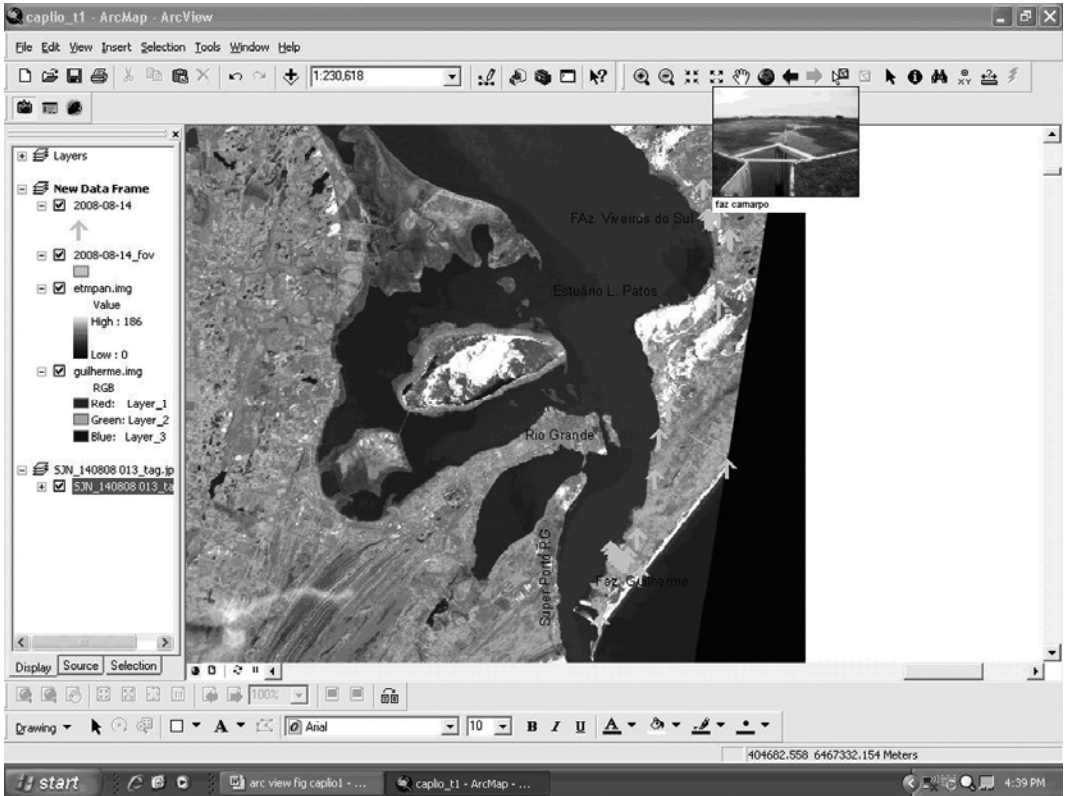 caplio_t1 - ArcMap - ArcView
File Edit View Insert Selection Tools Window Help
1:230,618
XY
Layers
New Data Frame
2008-08-14
2008-08-14_fov
etmpan.img
Value
High : 186
Low : 0
guilherme.img
RGB
Red: Layer_1
Green: Layer_2
Blue: Layer_3
SJN_140808 013_tag.jp
SJN_140808 013_ta
faz camarpo
FAz. Viveiros do Sul
Estuário L. Patos
Rio Grande
Super Porto RG
Faz. Guilherme
Display Source Selection
100%
Drawing A Arial 10 B I U A
404682.558 6467332.154 Meters
start arc view fig caplio1 - ... caplio_t1 - ArcMap - ... 4:39 PM